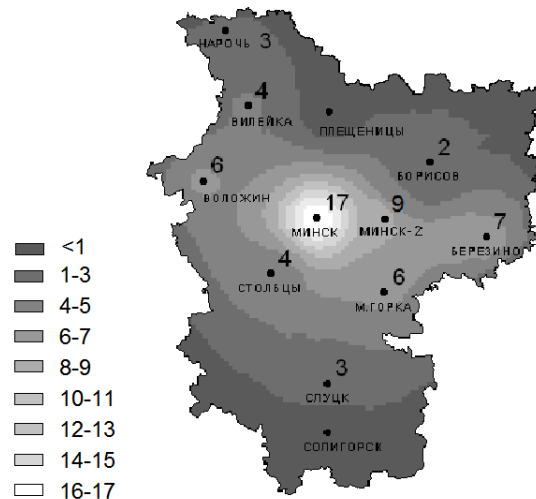 НАРОЧЬ 3
4
ВИЛЕЙКА
ПЛЕЩЕНИЦЫ
2
БОРИСОВ
6
ВОЛОЖИН
17
МИНСК
9
МИНСК-2
7
БЕРЕЗИНО
4
СТОЛЬЦЫ
6
М.ГОРКА
3
СЛУЦК
СОЛИГОРСК
<1
1-3
4-5
6-7
8-9
10-11
12-13
14-15
16-17